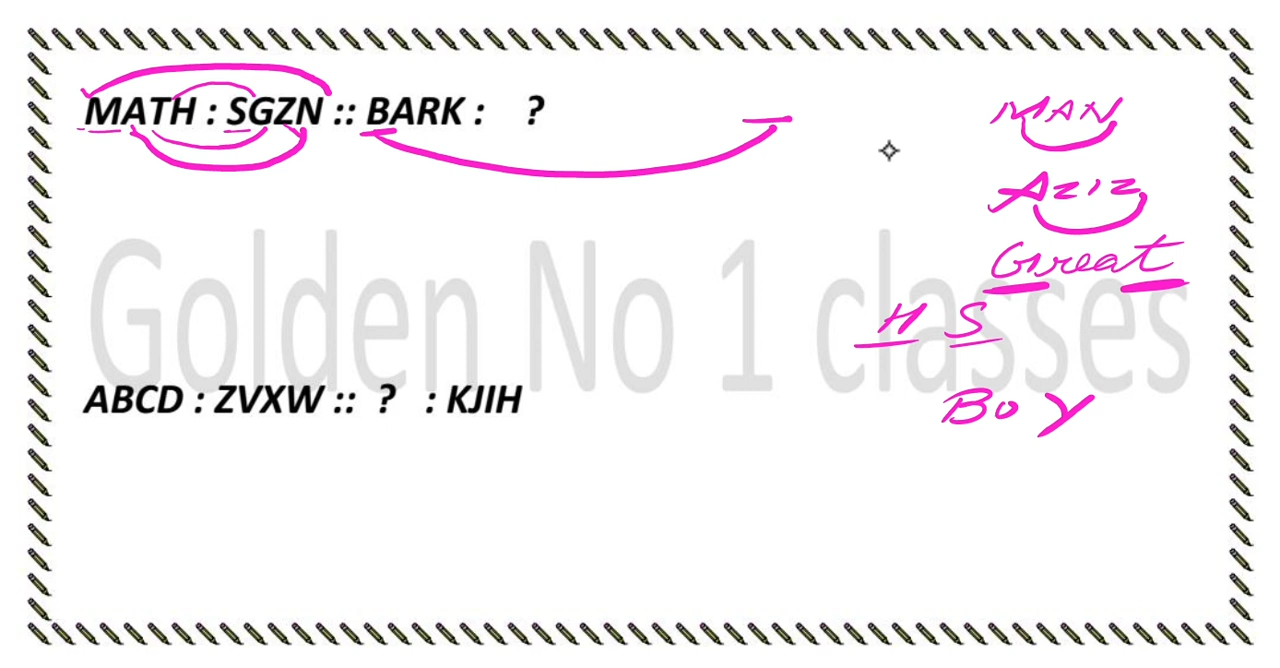 MATH : SGZN :: BARK : ?
MAN
AZIZ
Great
H S
Golden No 1 classes
ABCD : ZVXW :: ? : KJIH
BOY